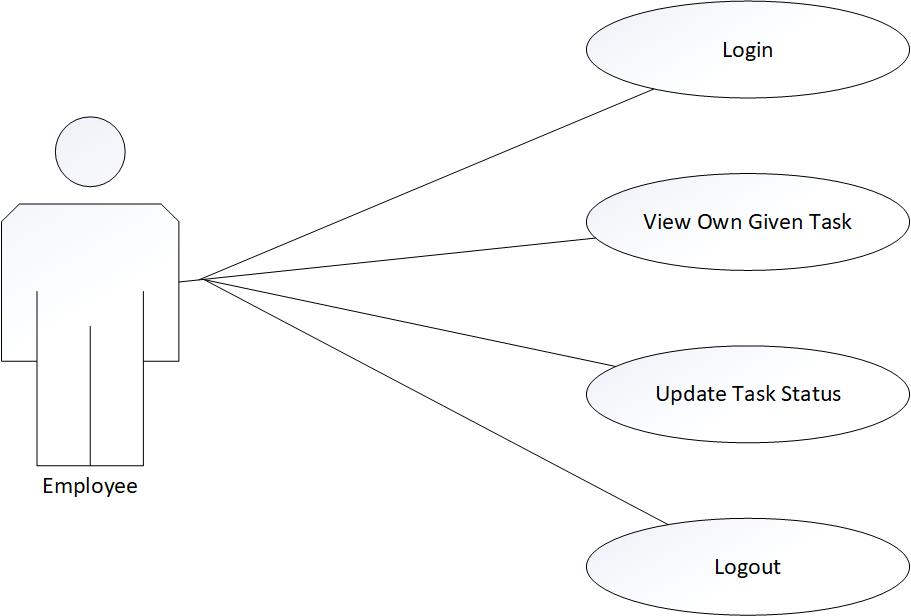 Login
View Own Given Task
Update Task Status
Employee
Logout